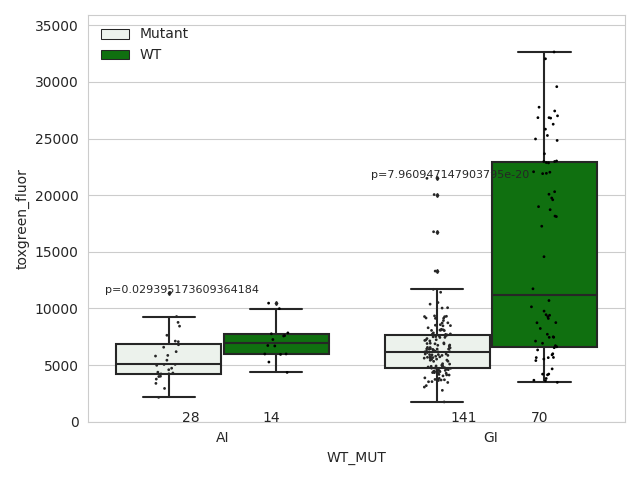 Mutant
WT
35000
30000
25000
20000
15000
10000
5000
0
toxgreen_fluor
p=0.029395173609364184
p=7.960947147903795e-20
28
14
141
70
AI
GI
WT_MUT